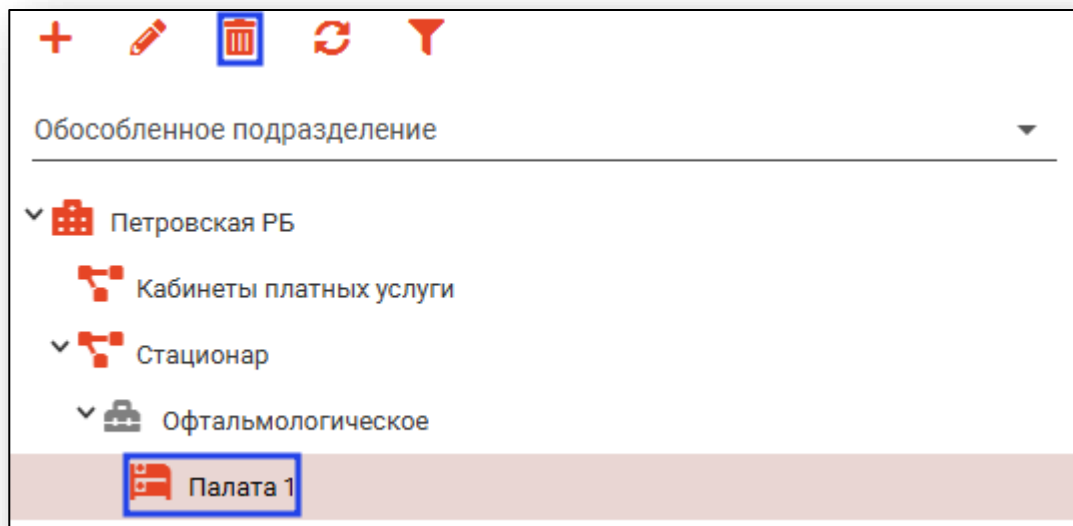 Обособленное подразделение
Петровская РБ
Кабинеты платных услуги
Стационар
Офтальмологическое
Палата 1